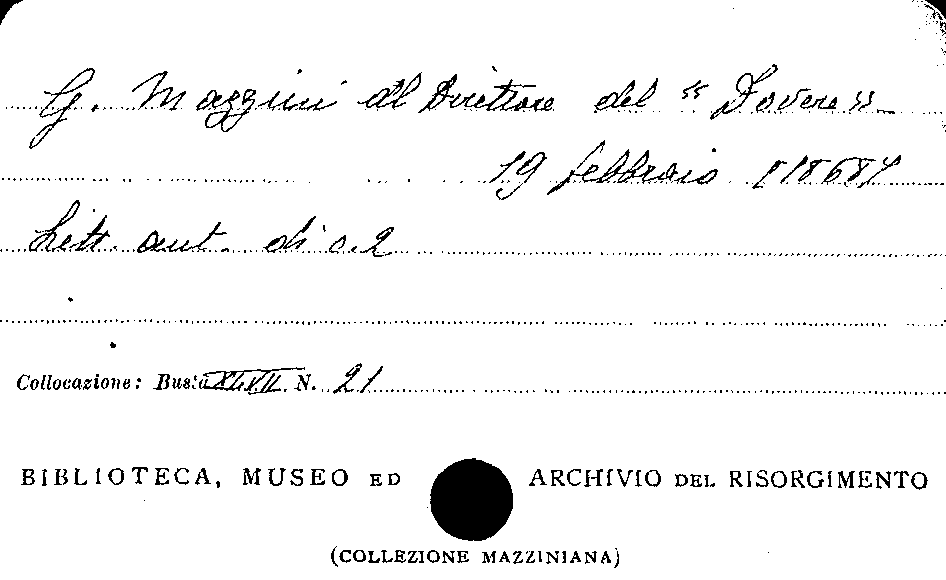 G. Mazzini al Direttore del "Dovere"
19 febbraio [1868]
Lett. aut. di c. 2
Collocazione: Busta XLVII N. 21
BIBLIOTECA, MUSEO ED ARCHIVIO DEL RISORGIMENTO
(COLLEZIONE MAZZINIANA)